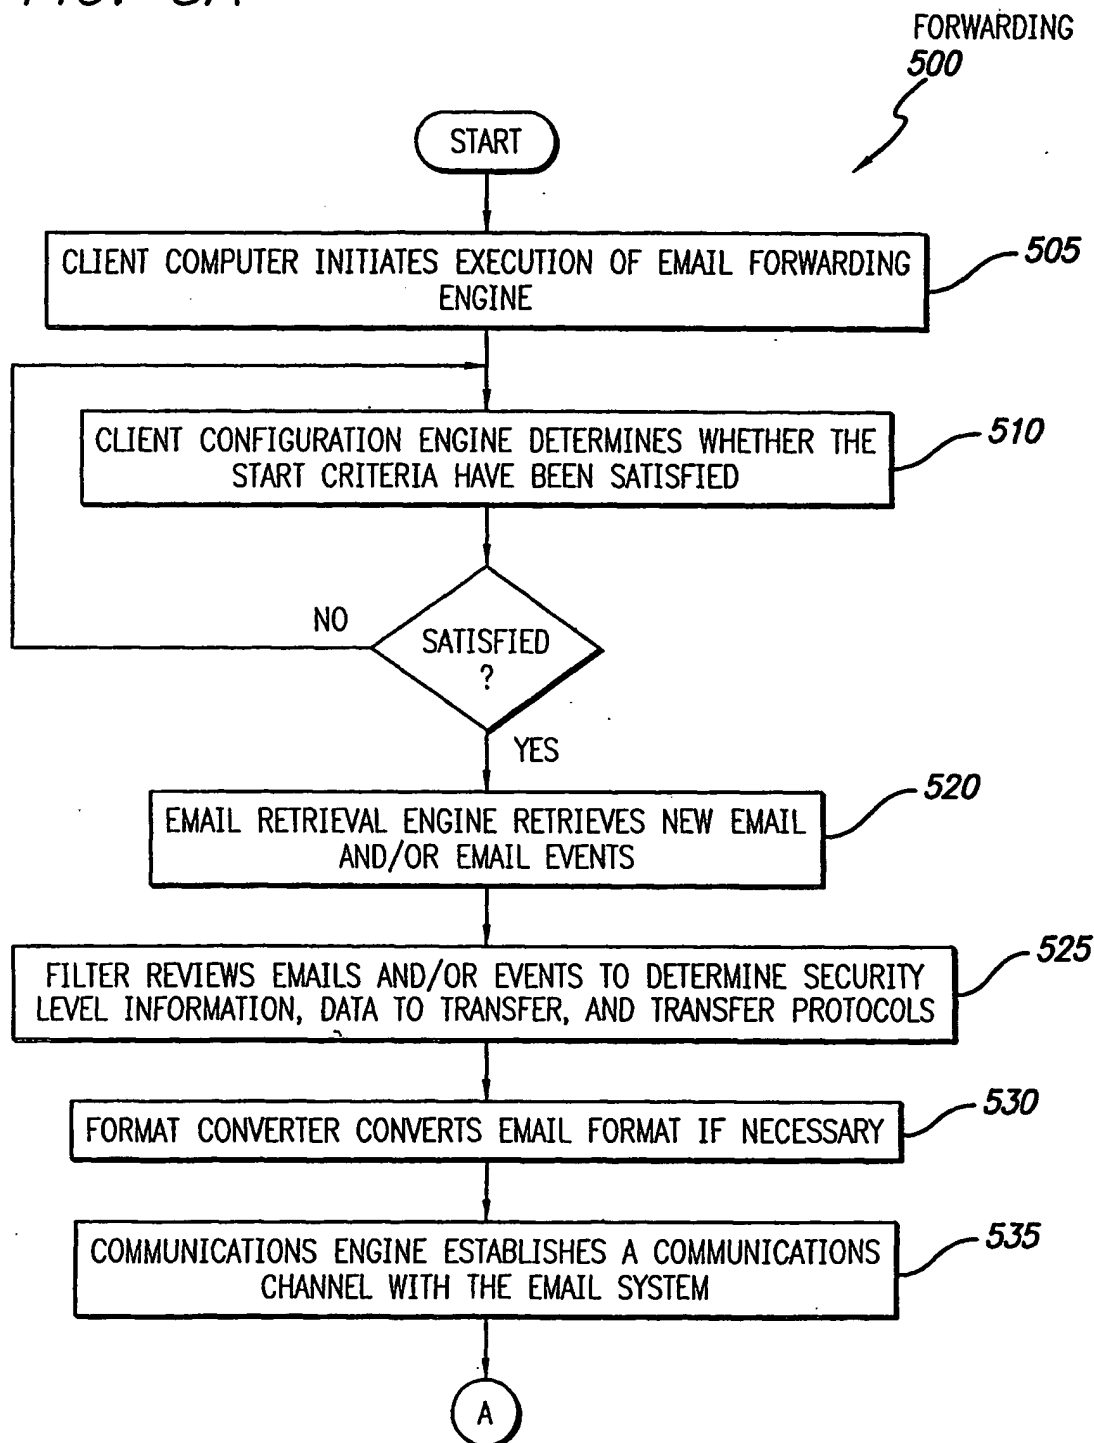 FORWARDING
500
START
CLIENT COMPUTER INITIATES EXECUTION OF EMAIL FORWARDING
ENGINE
505
CLIENT CONFIGURATION ENGINE DETERMINES WHETHER THE
START CRITERIA HAVE BEEN SATISFIED
510
NO
SATISFIED
?
YES
EMAIL RETRIEVAL ENGINE RETRIEVES NEW EMAIL
AND/OR EMAIL EVENTS
520
FILTER REVIEWS EMAILS AND/OR EVENTS TO DETERMINE SECURITY
LEVEL INFORMATION, DATA TO TRANSFER, AND TRANSFER PROTOCOLS
525
FORMAT CONVERTER CONVERTS EMAIL FORMAT IF NECESSARY
530
COMMUNICATIONS ENGINE ESTABLISHES A COMMUNICATIONS
CHANNEL WITH THE EMAIL SYSTEM
535
A